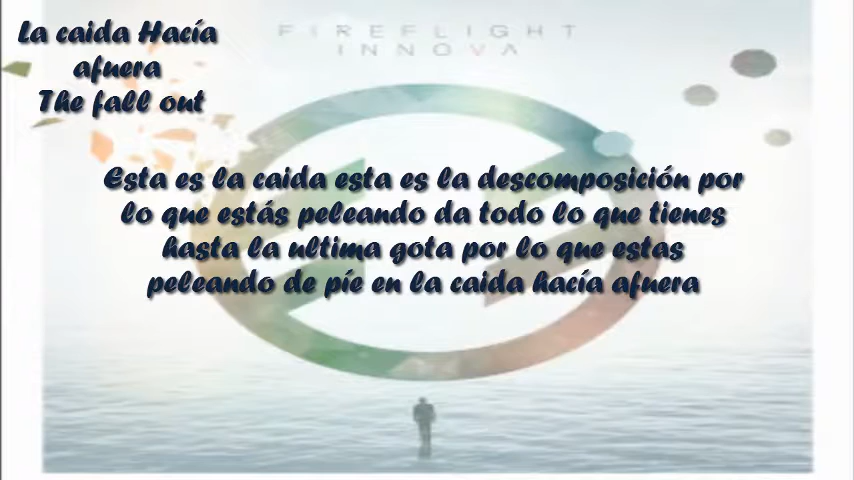 La caida Hacía
afuera
The fall out
FIREFLIGHT
INNOVA
Esta es la caida esta es la descomposición por
lo que estás peleando da todo lo que tienes
hasta la ultima gota por lo que estas
peleando de píe en la caida hacía afuera